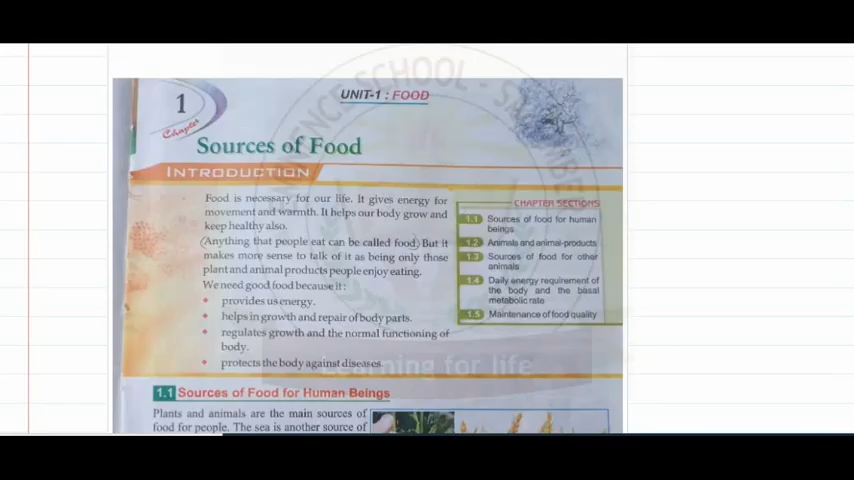 1
Chapter
UNIT-1 : FOOD
Sources of Food
INTRODUCTION
Food is necessary for our life. It gives energy for
movement and warmth. It helps our body grow and
keep healthy also.
(Anything that people eat can be called food) But it
makes more sense to talk of it as being only those
plant and animal products people enjoy eating.
We need good food because it :
provides us energy.
helps in growth and repair of body parts.
regulates growth and the normal functioning of
body.
protects the body against diseases.
CHAPTER SECTIONS
1.1 Sources of food for human
beings
1.2 Animals and animal-products
1.3 Sources of food for other
animals
1.4 Daily energy requirement of
the body and the basal
metabolic rate
1.5 Maintenance of food quality
1.1 Sources of Food for Human Beings
Plants and animals are the main sources of
food for people. The sea is another source of
Learning for life